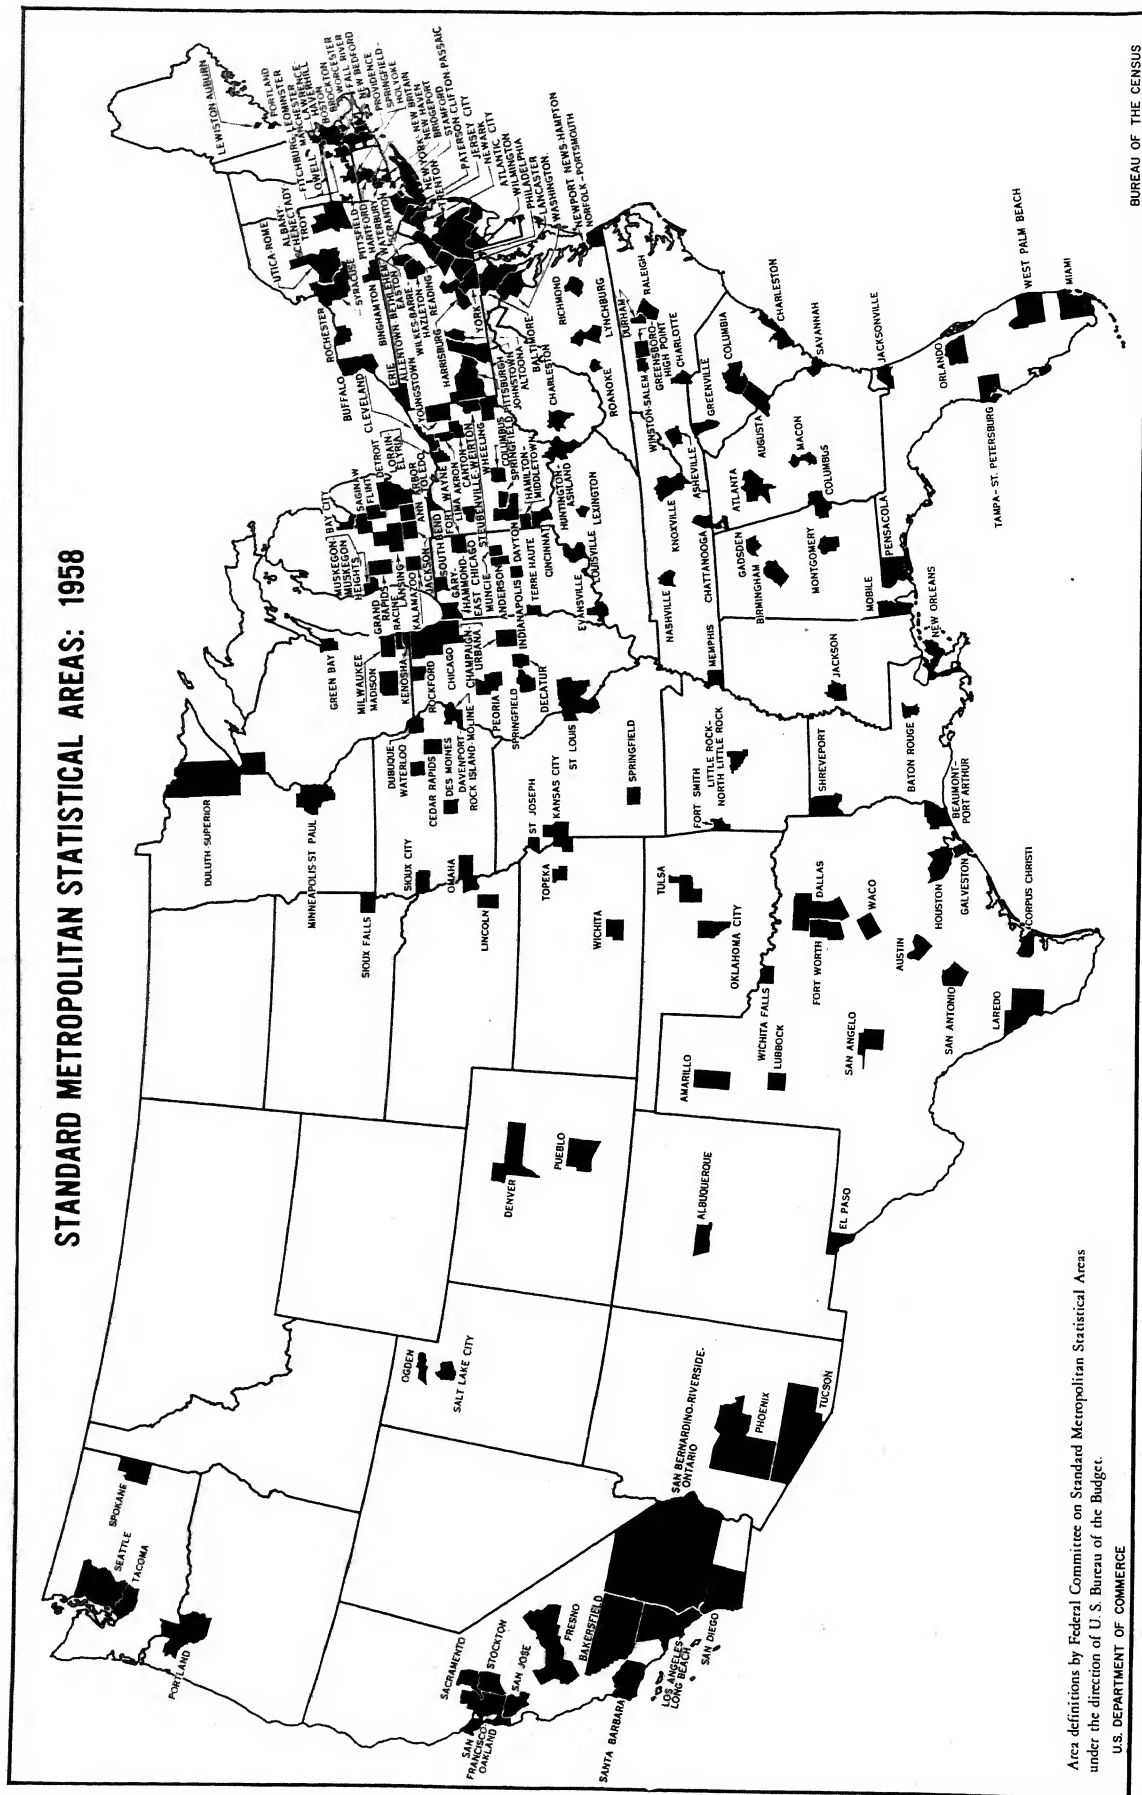 STANDARD METROPOLITAN STATISTICAL AREAS: 1958
SPOKANE
SEATTLE
TACOMA
PORTLAND
SACRAMENTO
STOCKTON
SAN
FRANCISCO-
OAKLAND
SAN JOSE
FRESNO
BAKERSFIELD
SANTA BARBARA
LOS ANGELES-
LONG BEACH
SAN DIEGO
SAN BERNARDINO-RIVERSIDE-
ONTARIO
PHOENIX
TUCSON
OGDEN
SALT LAKE CITY
DENVER
PUEBLO
ALBUQUERQUE
EL PASO
AMARILLO
LUBBOCK
WICHITA FALLS
SAN ANGELO
LAREDO
SAN ANTONIO
AUSTIN
WACO
FORT WORTH
DALLAS
HOUSTON
GALVESTON
CORPUS CHRISTI
BEAUMONT-
PORT ARTHUR
OKLAHOMA CITY
TULSA
WICHITA
TOPEKA
ST JOSEPH
KANSAS CITY
LINCOLN
OMAHA
SIOUX CITY
SIOUX FALLS
DULUTH-SUPERIOR
MINNEAPOLIS-ST PAUL
DUBUQUE
WATERLOO
CEDAR RAPIDS
DES MOINES
DAVENPORT-
ROCK ISLAND-MOLINE
ST LOUIS
SPRINGFIELD
FORT SMITH
LITTLE ROCK-
NORTH LITTLE ROCK
SHREVEPORT
BATON ROUGE
NEW ORLEANS
JACKSON
MEMPHIS
GREEN BAY
MILWAUKEE
MADISON
KENOSHA
RACINE
ROCKFORD
CHICAGO
CHAMPAIGN-
URBANA
PEORIA
SPRINGFIELD
DECATUR
MUSKEGON-
MUSKEGON
HEIGHTS
GRAND
RAPIDS
LANSING
KALAMAZOO
JACKSON
BAY CITY
SAGINAW
FLINT
DETROIT
ANN ARBOR
TOLEDO
LORAIN-
ELYRIA
SOUTH BEND
FORT WAYNE
GARY-
HAMMOND-
EAST CHICAGO
MUNCIE
ANDERSON
INDIANAPOLIS
TERRE HAUTE
EVANSVILLE
LOUISVILLE
LIMA
AKRON
CANTON
STEUBENVILLE-WEIRTON
WHEELING
COLUMBUS
SPRINGFIELD
DAYTON
HAMILTON-
MIDDLETOWN
CINCINNATI
HUNTINGTON-
ASHLAND
LEXINGTON
CHARLESTON
CLEVELAND
YOUNGSTOWN
ERIE
BUFFALO
ROCHESTER
SYRACUSE
UTICA-ROME
ALBANY-
SCHENECTADY-
TROY
BINGHAMTON
PITTSFIELD
HARTFORD
WATERBURY
SCRANTON
ALLENTOWN-BETHLEHEM-
EASTON
WILKES-BARRE-
HAZLETON
READING
HARRISBURG
YORK
PITTSBURGH
JOHNSTOWN
ALTOONA
BALTIMORE
LEWISTON-AUBURN
PORTLAND
FITCHBURG-LEOMINSTER
MANCHESTER
LAWRENCE-
HAVERHILL
LOWELL
BOSTON
BROCKTON
WORCESTER
FALL RIVER
NEW BEDFORD
PROVIDENCE
SPRINGFIELD-
HOLYOKE
NEW BRITAIN
NEW HAVEN
BRIDGEPORT
STAMFORD
NEW YORK
TRENTON
PATERSON-CLIFTON-PASSAIC
JERSEY CITY
NEWARK
ATLANTIC CITY
WILMINGTON
PHILADELPHIA
LANCASTER
WASHINGTON
NEWPORT NEWS-HAMPTON
NORFOLK-PORTSMOUTH
RICHMOND
LYNCHBURG
ROANOKE
RALEIGH
DURHAM
GREENSBORO-
HIGH POINT
WINSTON-SALEM
CHARLOTTE
GREENVILLE
ASHEVILLE
COLUMBIA
CHARLESTON
SAVANNAH
AUGUSTA
MACON
ATLANTA
COLUMBUS
KNOXVILLE
CHATTANOOGA
NASHVILLE
GADSDEN
BIRMINGHAM
MONTGOMERY
MOBILE
PENSACOLA
JACKSONVILLE
ORLANDO
TAMPA-ST. PETERSBURG
WEST PALM BEACH
MIAMI
Area definitions by Federal Committee on Standard Metropolitan Statistical Areas
under the direction of U. S. Bureau of the Budget.
U.S. DEPARTMENT OF COMMERCE
BUREAU OF THE CENSUS